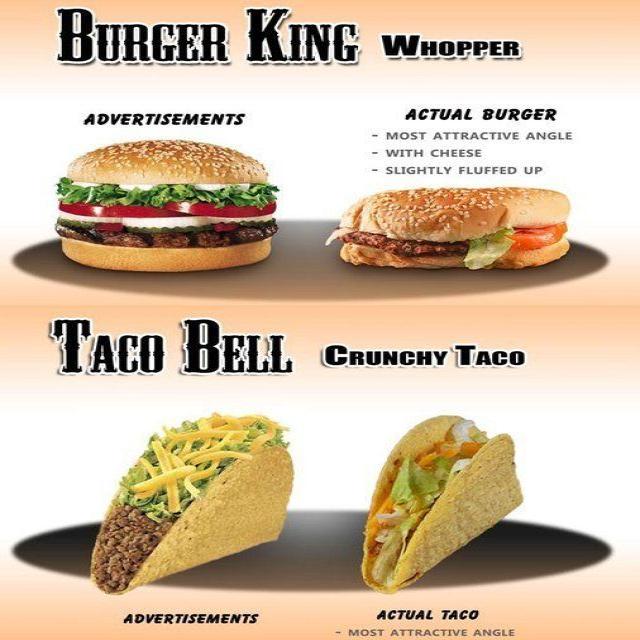 BURGER KING WHOPPER
ADVERTISEMENTS
ACTUAL BURGER
- MOST ATTRACTIVE ANGLE
- WITH CHEESE
- SLIGHTLY FLUFFED UP
TACO BELL CRUNCHY TACO
ADVERTISEMENTS
ACTUAL TACO
- MOST ATTRACTIVE ANGLE